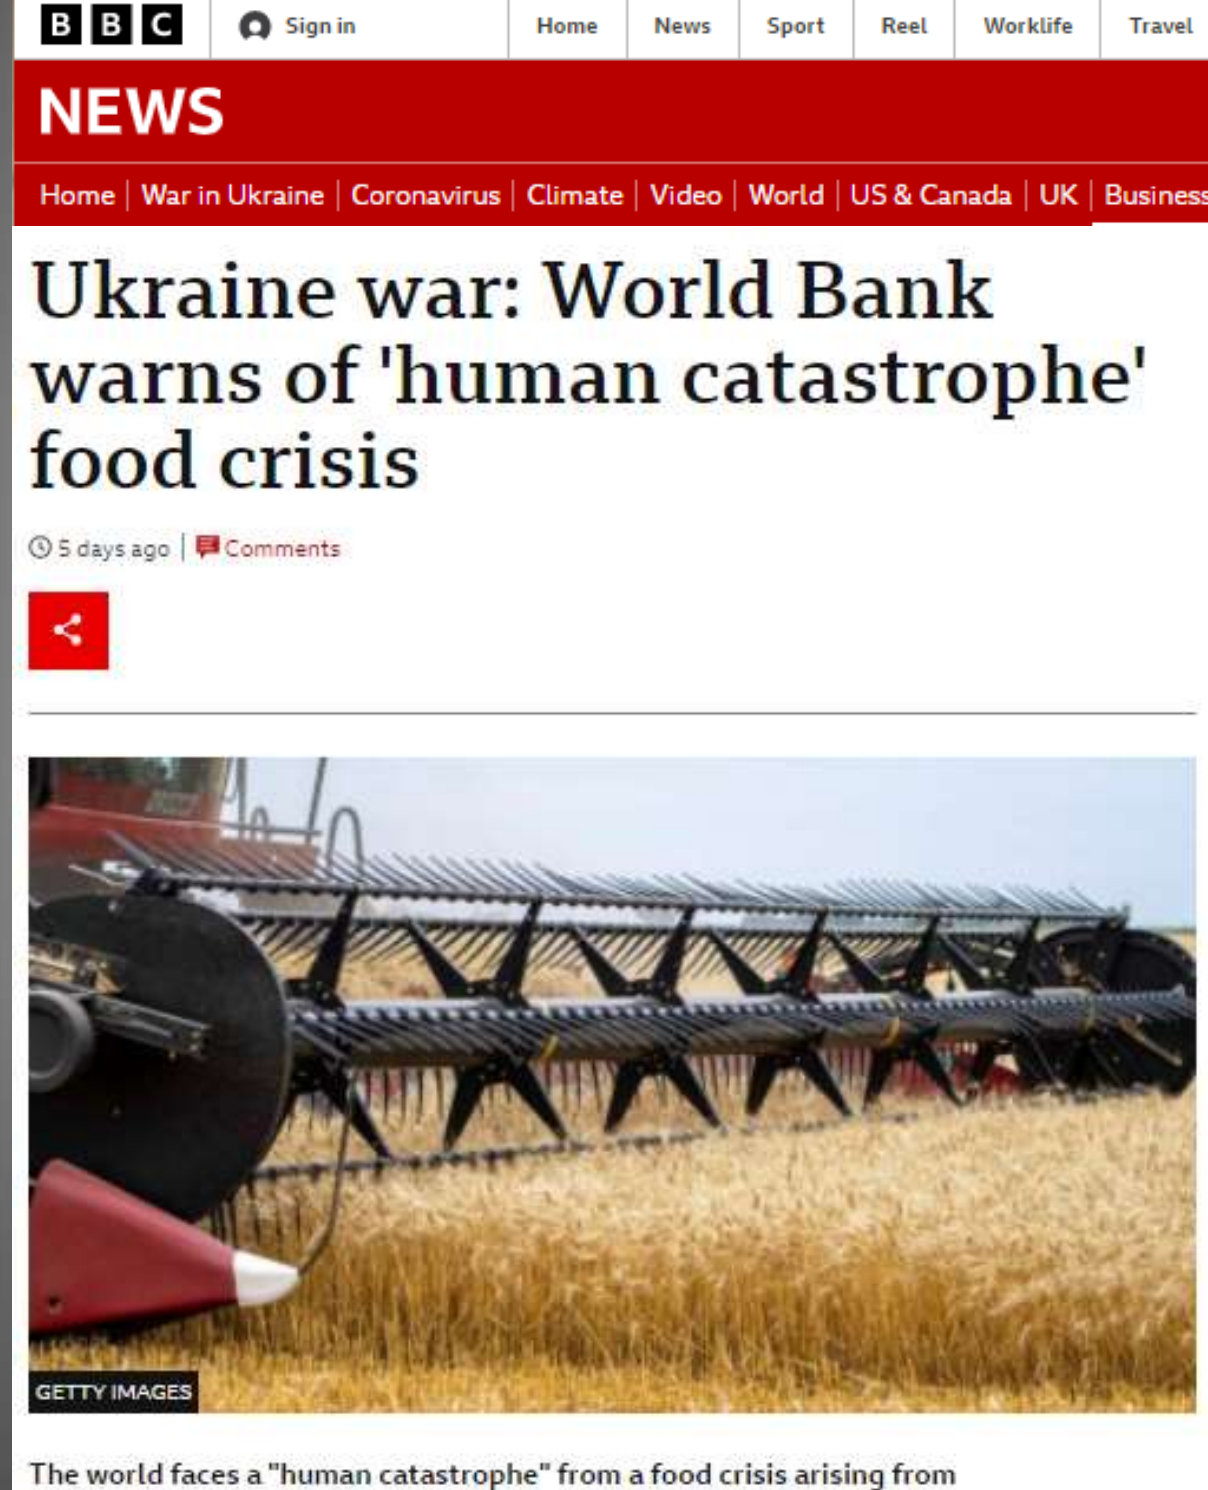 BBC Sign in Home News Sport Reel Worklife Travel
NEWS
Home War in Ukraine Coronavirus Climate Video World US & Canada UK Business
Ukraine war: World Bank
warns of 'human catastrophe'
food crisis
5 days ago Comments
GETTY IMAGES
The world faces a "human catastrophe" from a food crisis arising from